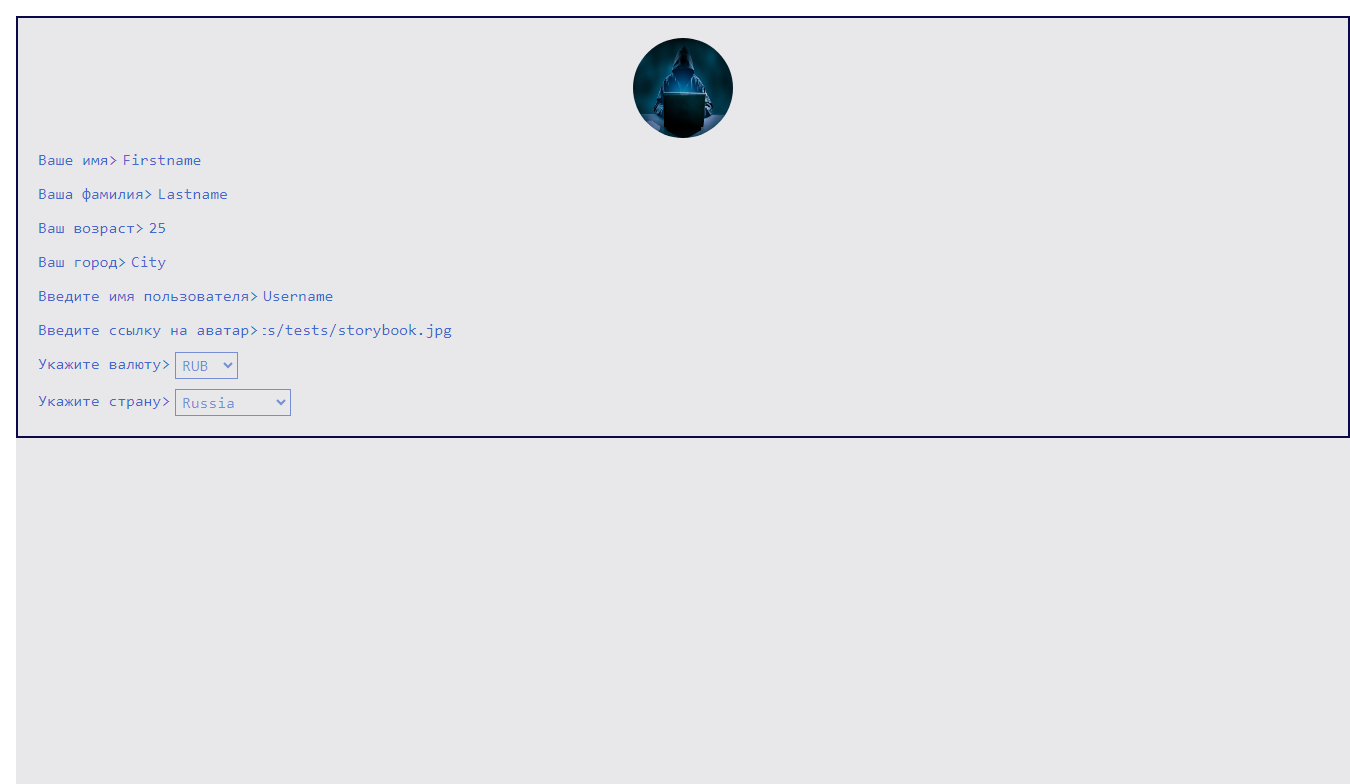 Ваше имя> Firstname
Ваша фамилия> Lastname
Ваш возраст> 25
Ваш город> City
Введите имя пользователя> Username
Введите ссылку на аватар> s/tests/storybook.jpg
Укажите валюту> RUB
Укажите страну> Russia